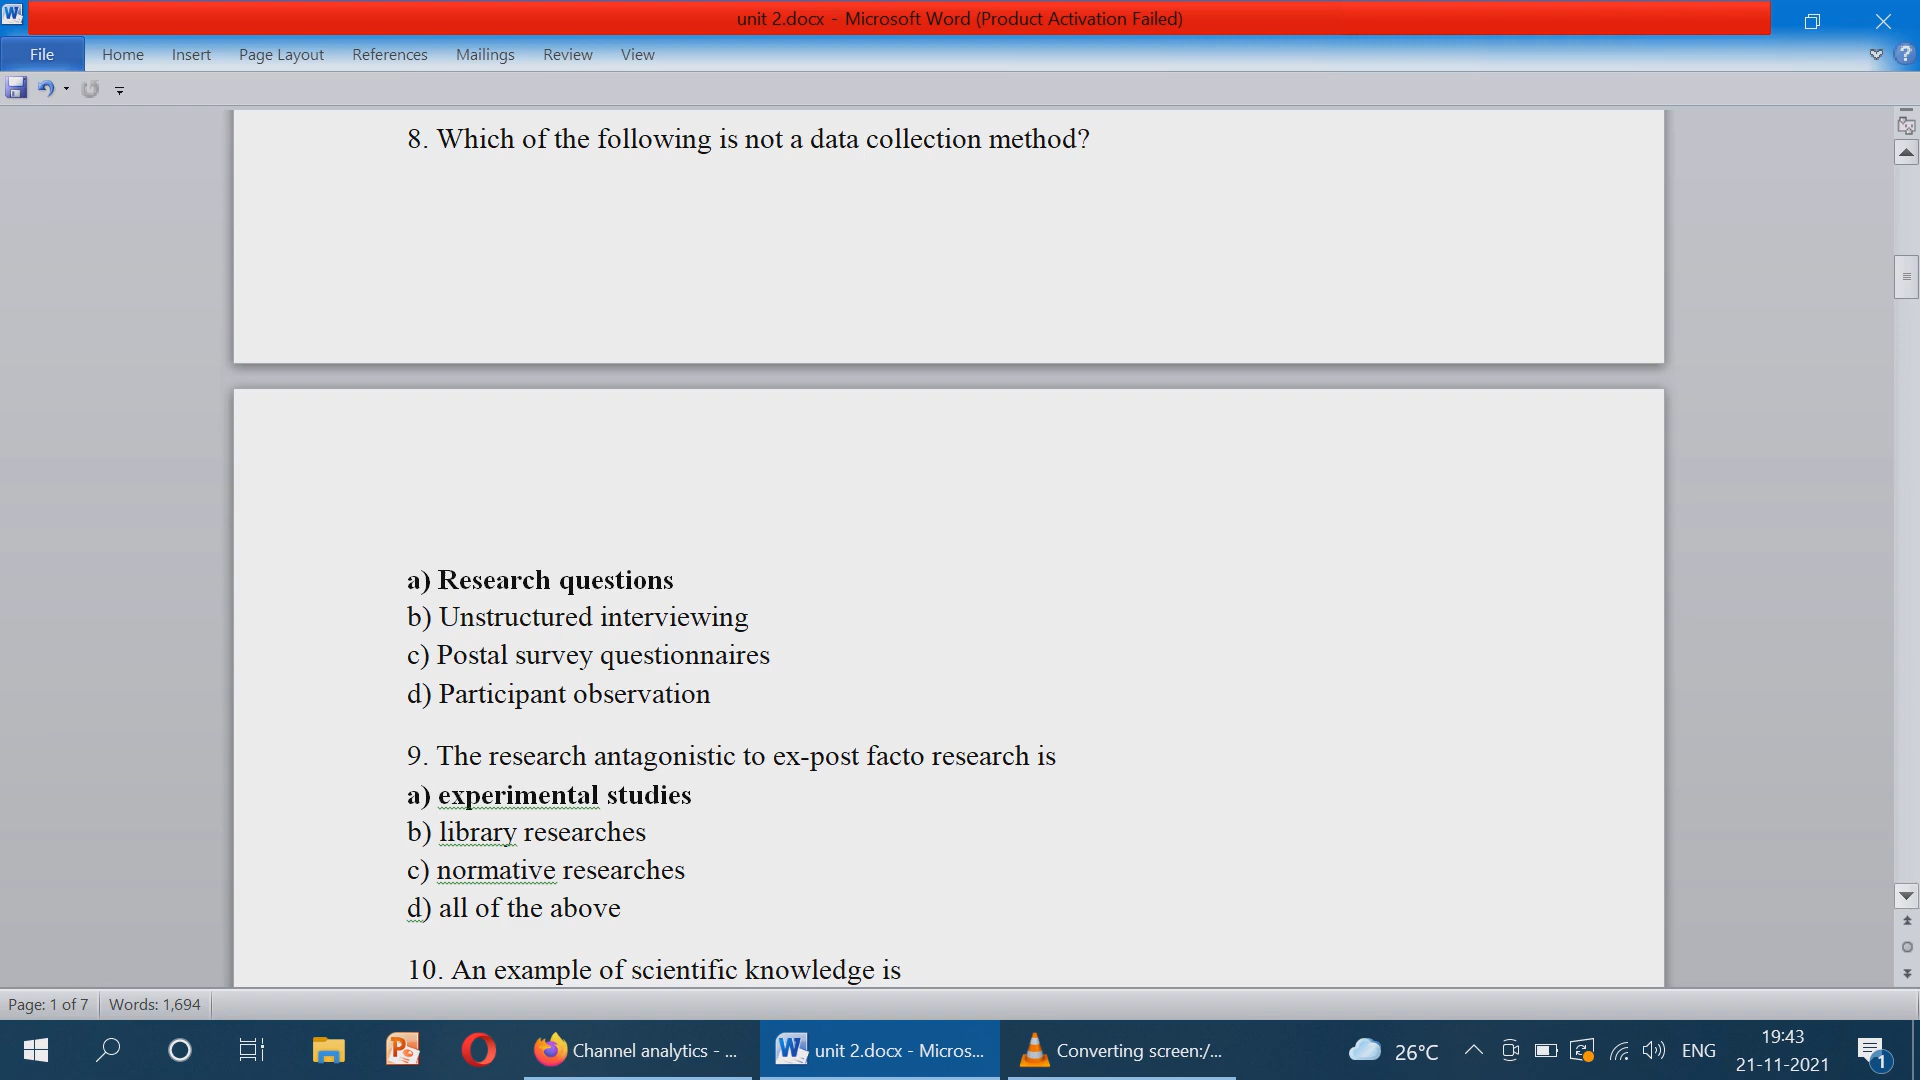 unit 2.docx - Microsoft Word (Product Activation Failed)
File Home Insert Page Layout References Mailings Review View
8. Which of the following is not a data collection method?
a) Research questions
b) Unstructured interviewing
c) Postal survey questionnaires
d) Participant observation
9. The research antagonistic to ex-post facto research is
a) experimental studies
b) library researches
c) normative researches
d) all of the above
10. An example of scientific knowledge is
Page: 1 of 7 Words: 1,694
Channel analytics - ... unit 2.docx - Micros... Converting screen:/... 26°C ENG 19:43
21-11-2021 1